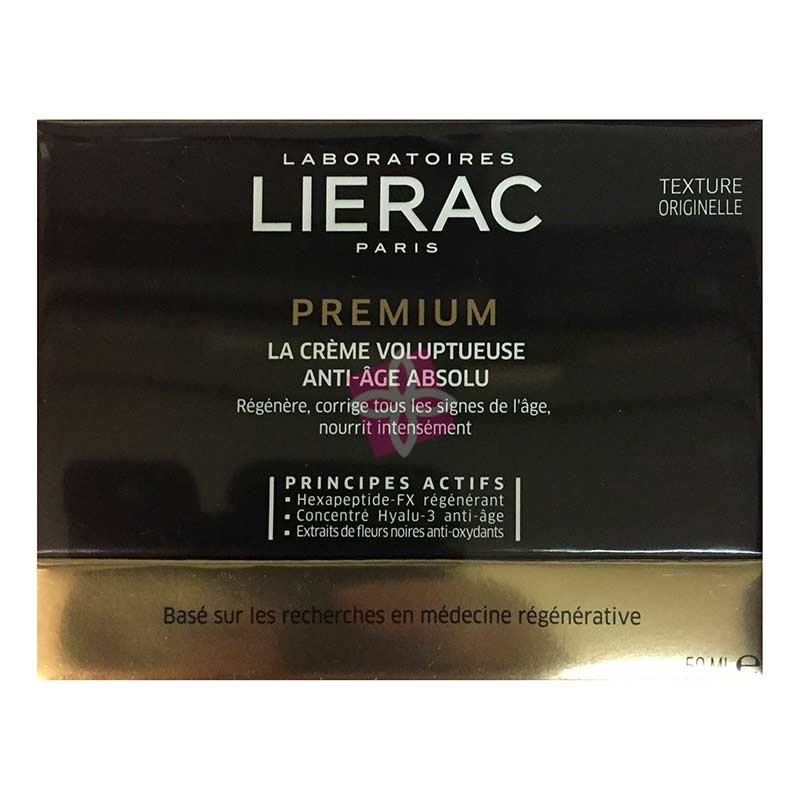 LABORATOIRES
LIERAC
PARIS
TEXTURE
ORIGINELLE
PREMIUM
LA CRÈME VOLUPTUEUSE
ANTI-ÂGE ABSOLU
Régénère, corrige tous les signes de l'âge,
nourrit intensément
PRINCIPES ACTIFS
▪ Hexapeptide-FX régénérant
▪ Concentré Hyalu-3 anti-âge
▪ Extraits de fleurs noires anti-oxydants
Basé sur les recherches en médecine régénérative
50 ML e